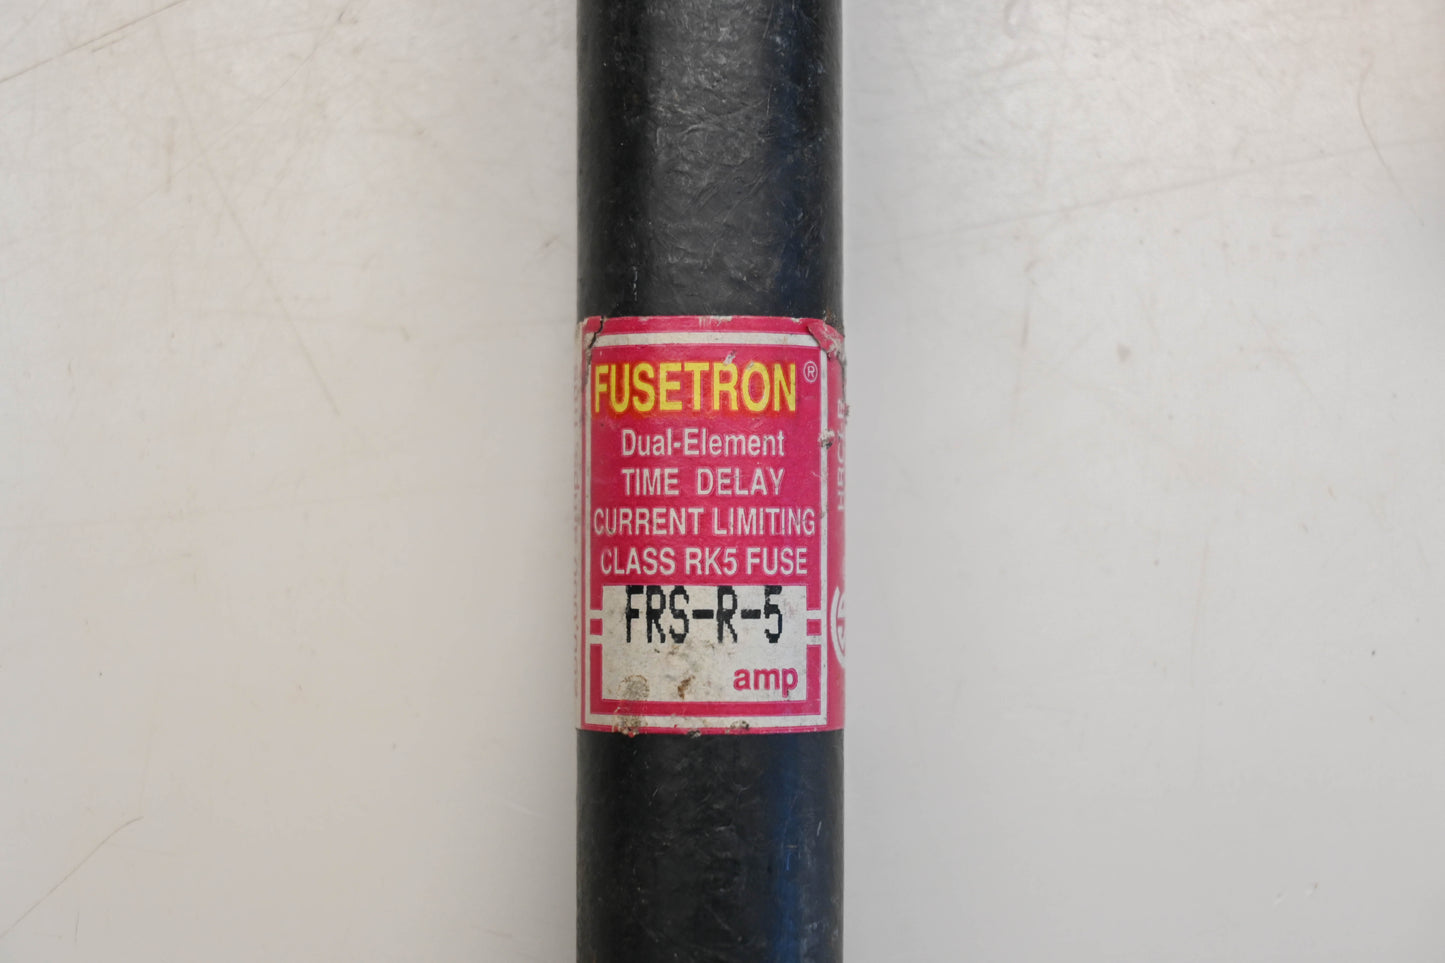 FUSETRON®
Dual-Element
TIME DELAY
CURRENT LIMITING
CLASS RK5 FUSE
FRS-R-5
amp